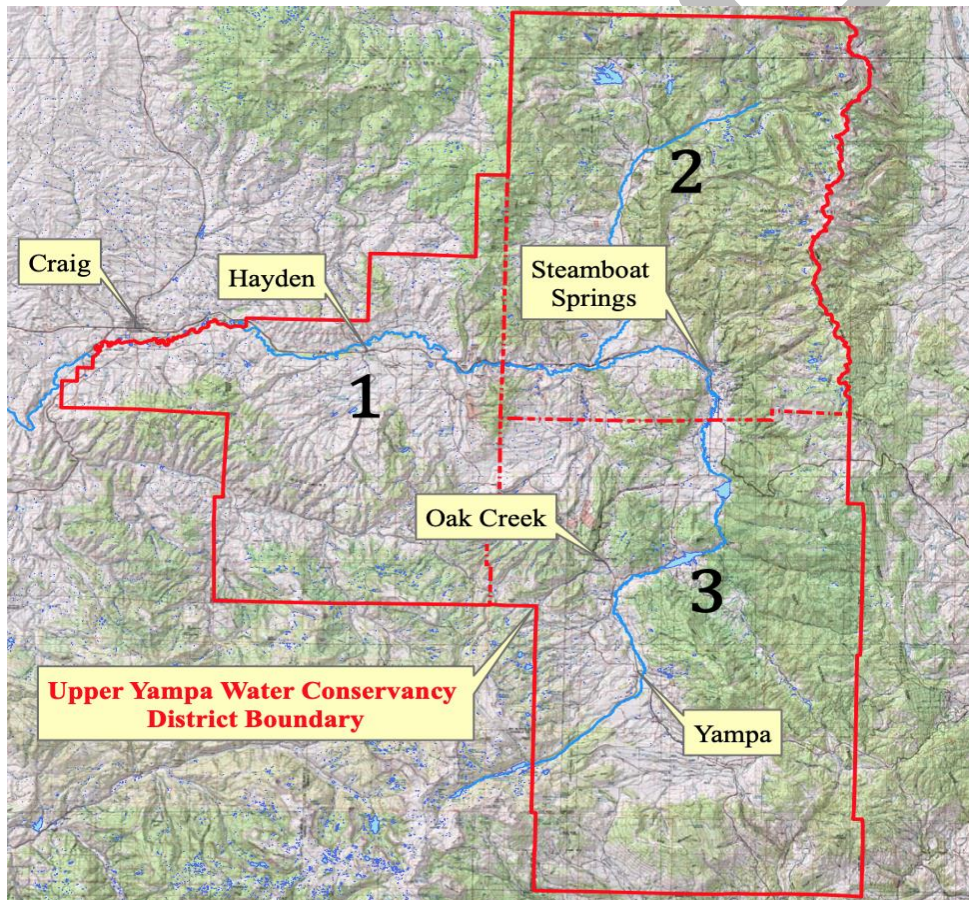 2
Craig
Hayden
Steamboat
Springs
1
Oak Creek
3
Upper Yampa Water Conservancy
District Boundary
Yampa